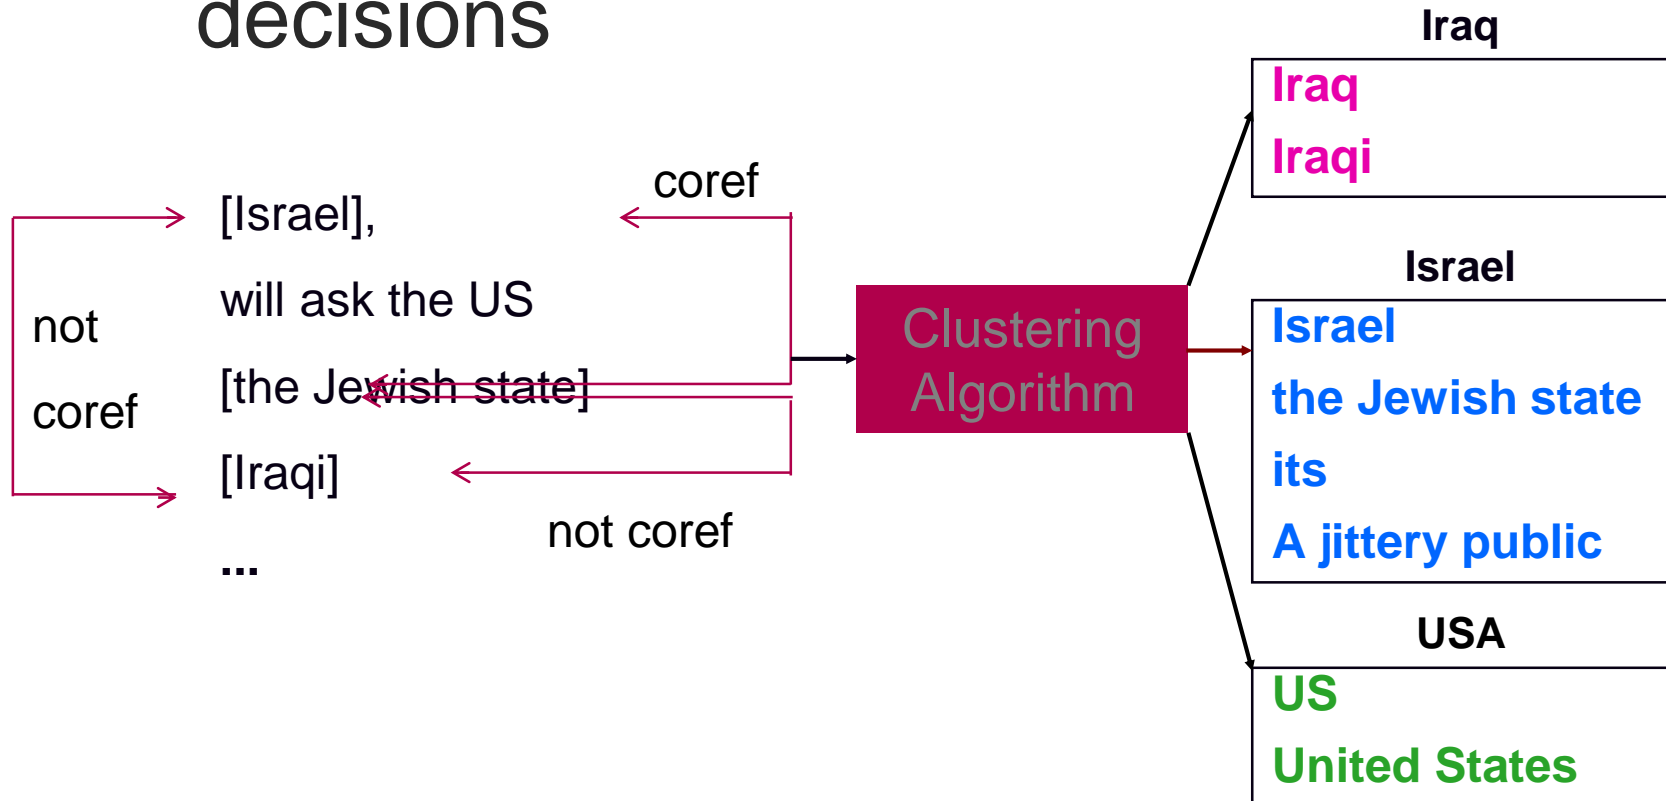 decisions
coref
[Israel],
will ask the US
not
coref
[the Jewish state]
[Iraqi]
not coref
...
Clustering
Algorithm
Iraq
Iraq
Iraqi
Israel
Israel
the Jewish state
its
A jittery public
USA
US
United States